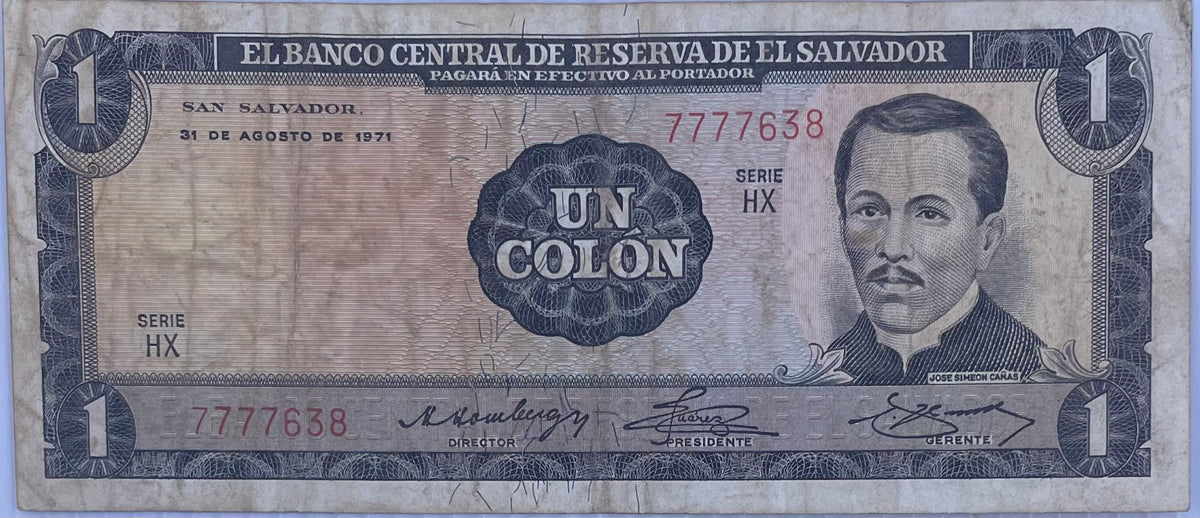 EL BANCO CENTRAL DE RESERVA DE EL SALVADOR
PAGARÁ EN EFECTIVO AL PORTADOR
1
1
SAN SALVADOR,
31 DE AGOSTO DE 1971
7777638
SERIE
HX
UN
COLÓN
SERIE
HX
JOSE SIMEON CAÑAS
1
7777638
DIRECTOR
Suárez
PRESIDENTE
GERENTE
1